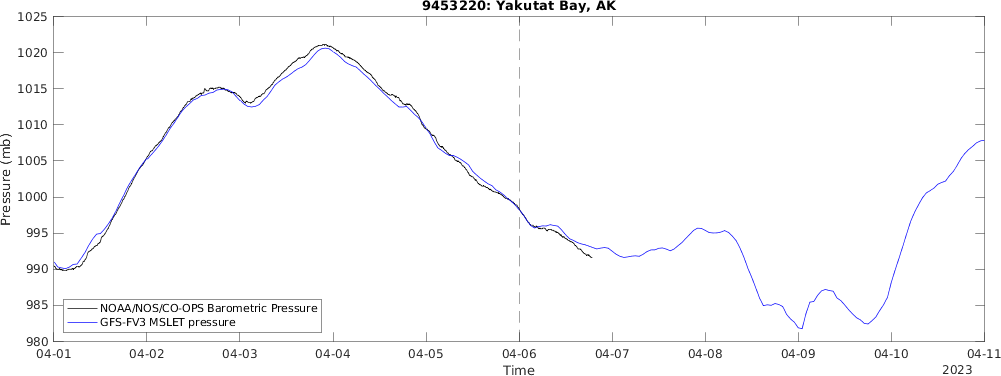 9453220: Yakutat Bay, AK
Pressure (mb)
1025
1020
1015
1010
1005
1000
995
990
985
980
NOAA/NOS/CO-OPS Barometric Pressure
GFS-FV3 MSLET pressure
04-01 04-02 04-03 04-04 04-05 04-06 04-07 04-08 04-09 04-10 04-11
Time
2023